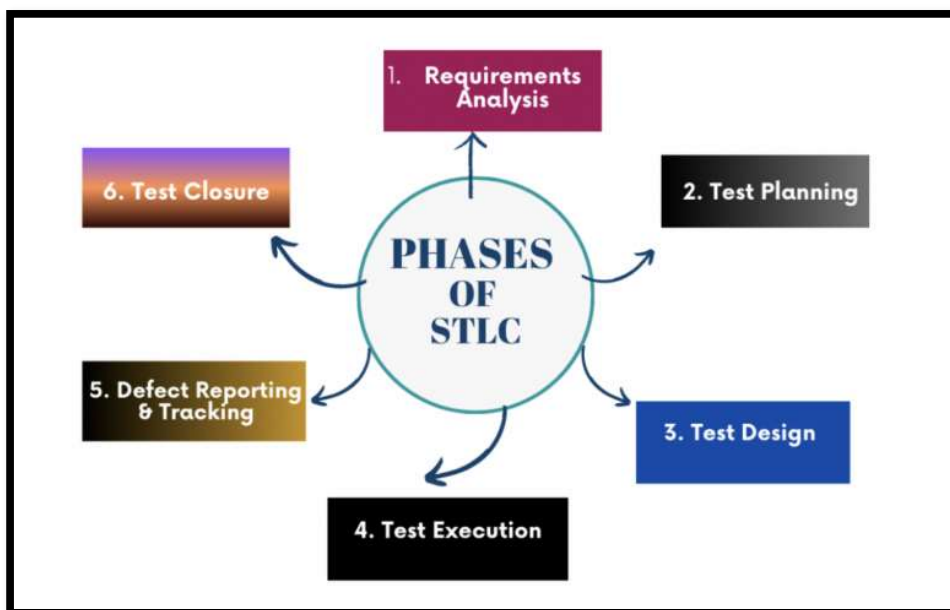 1. Requirements
Analysis
6. Test Closure
2. Test Planning
PHASES
OF
STLC
5. Defect Reporting
& Tracking
3. Test Design
4. Test Execution